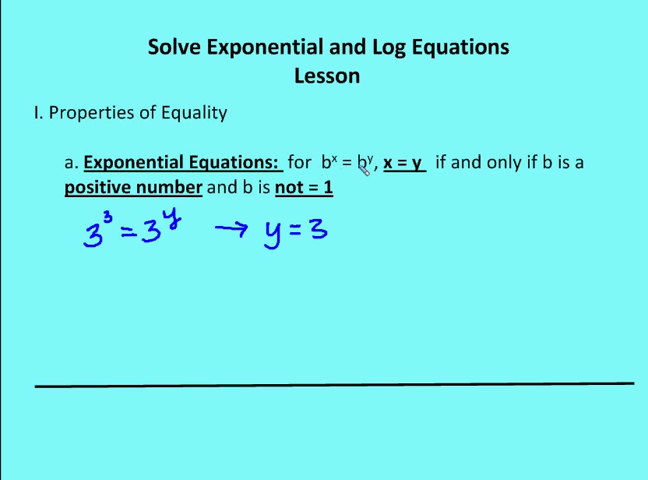 Solve Exponential and Log Equations
Lesson
I. Properties of Equality
a. Exponential Equations: for bˣ = bʸ, x = y if and only if b is a
positive number and b is not = 1
3³ = 3ʸ → y = 3